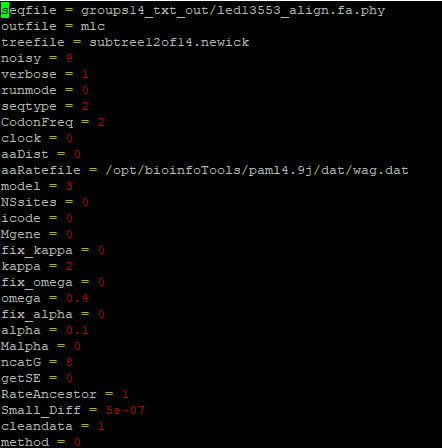 seqfile = groups14_txt_out/led13553_align.fa.phy
outfile = mlc
treefile = subtree12of14.newick
noisy = 9
verbose = 1
runmode = 0
seqtype = 2
CodonFreq = 2
clock = 0
aaDist = 0
aaRatefile = /opt/bioinfoTools/paml4.9j/dat/wag.dat
model = 3
NSsites = 0
icode = 0
Mgene = 0
fix_kappa = 0
kappa = 2
fix_omega = 0
omega = 0.4
fix_alpha = 0
alpha = 0.1
Malpha = 0
ncatG = 8
getSE = 0
RateAncestor = 1
Small_Diff = 5e-07
cleandata = 1
method = 0